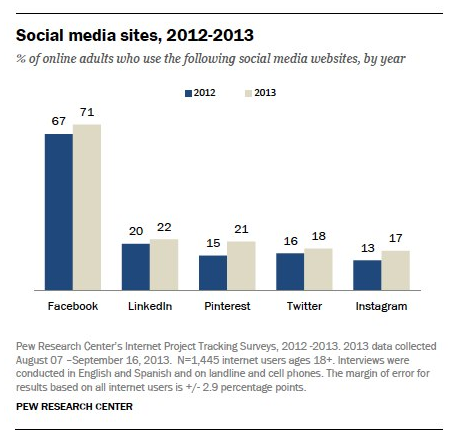 Social media sites, 2012-2013
% of online adults who use the following social media websites, by year
2012 2013
67 71
20 22
15 21
16 18
13 17
Facebook LinkedIn Pinterest Twitter Instagram
Pew Research Center's Internet Project Tracking Surveys, 2012 -2013. 2013 data collected
August 07 –September 16, 2013. N=1,445 internet users ages 18+. Interviews were
conducted in English and Spanish and on landline and cell phones. The margin of error for
results based on all internet users is +/- 2.9 percentage points.
PEW RESEARCH CENTER